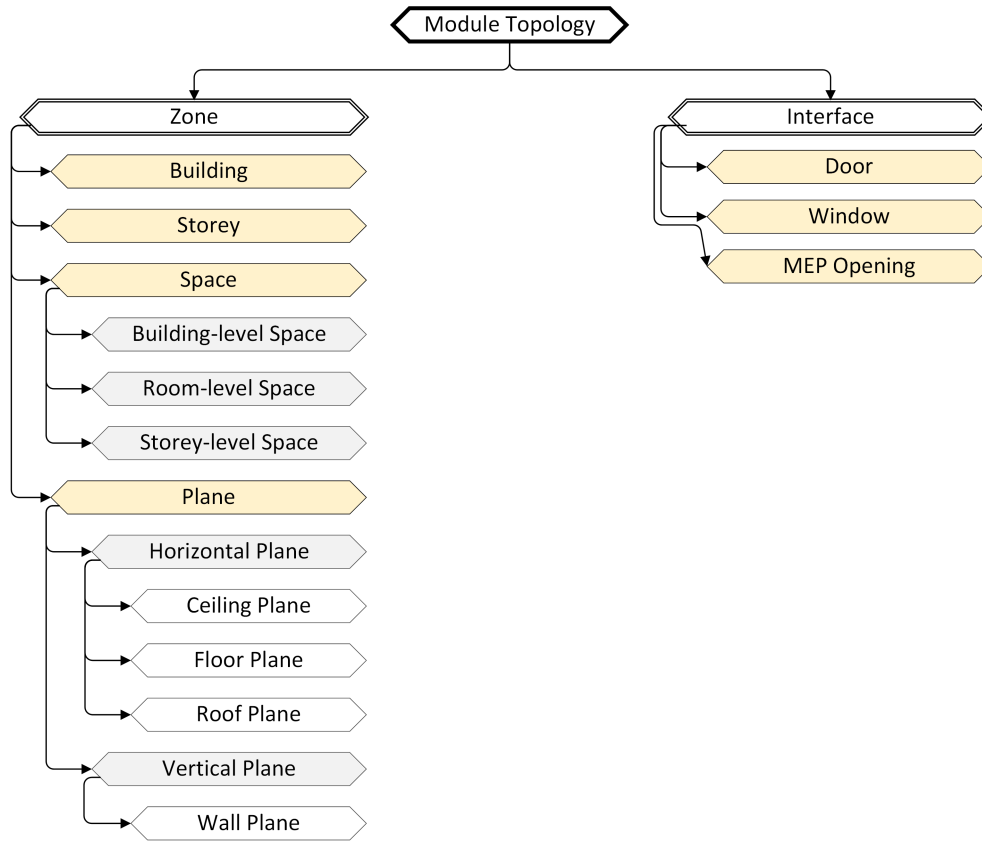 Module Topology
Zone
Building
Storey
Space
Building-level Space
Room-level Space
Storey-level Space
Plane
Horizontal Plane
Ceiling Plane
Floor Plane
Roof Plane
Vertical Plane
Wall Plane
Interface
Door
Window
MEP Opening